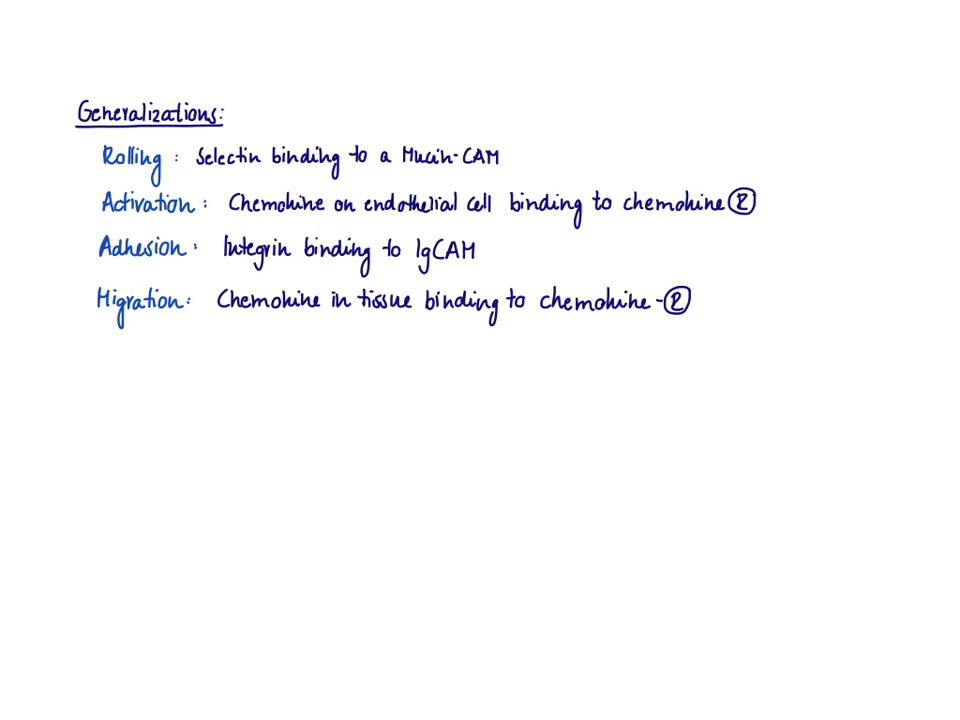 Generalizations:
Rolling: Selectin binding to a Mucin-CAM
Activation: Chemokine on endothelial cell binding to chemokine Ⓡ
Adhesion: Integrin binding to IgCAM
Migration: Chemokine in tissue binding to chemokine-Ⓡ